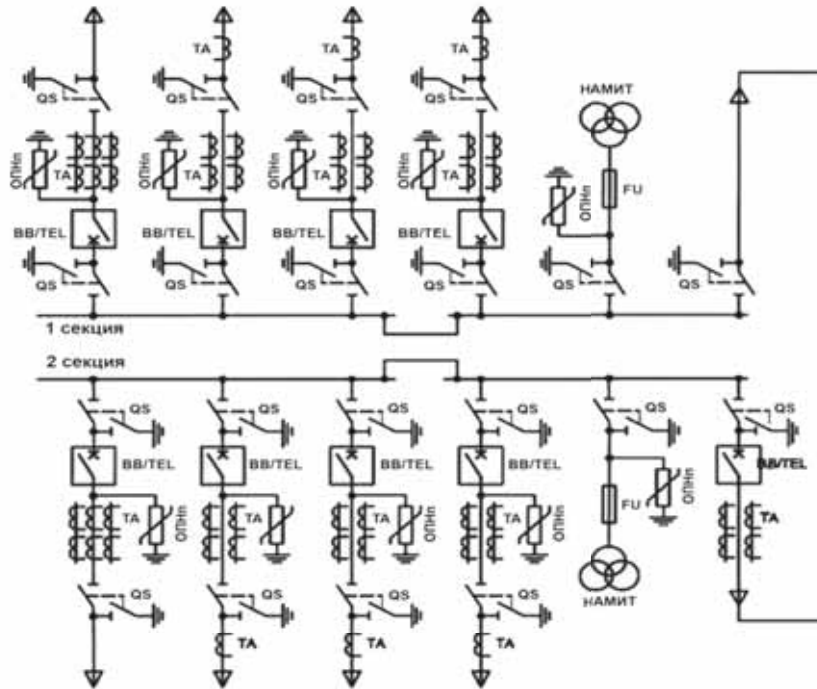 TA TA TA
QS QS QS QS
НАМИТ
ОПНп TA ОПНп TA ОПНп TA ОПНп TA
ОПНп FU
BB/TEL BB/TEL BB/TEL BB/TEL
QS QS QS QS QS QS
1 секция
2 секция
QS QS QS QS QS QS
BB/TEL BB/TEL BB/TEL BB/TEL BB/TEL
FU ОПНп
TA ОПНп TA ОПНп TA ОПНп TA ОПНп TA
QS QS QS QS
НАМИТ
TA TA TA